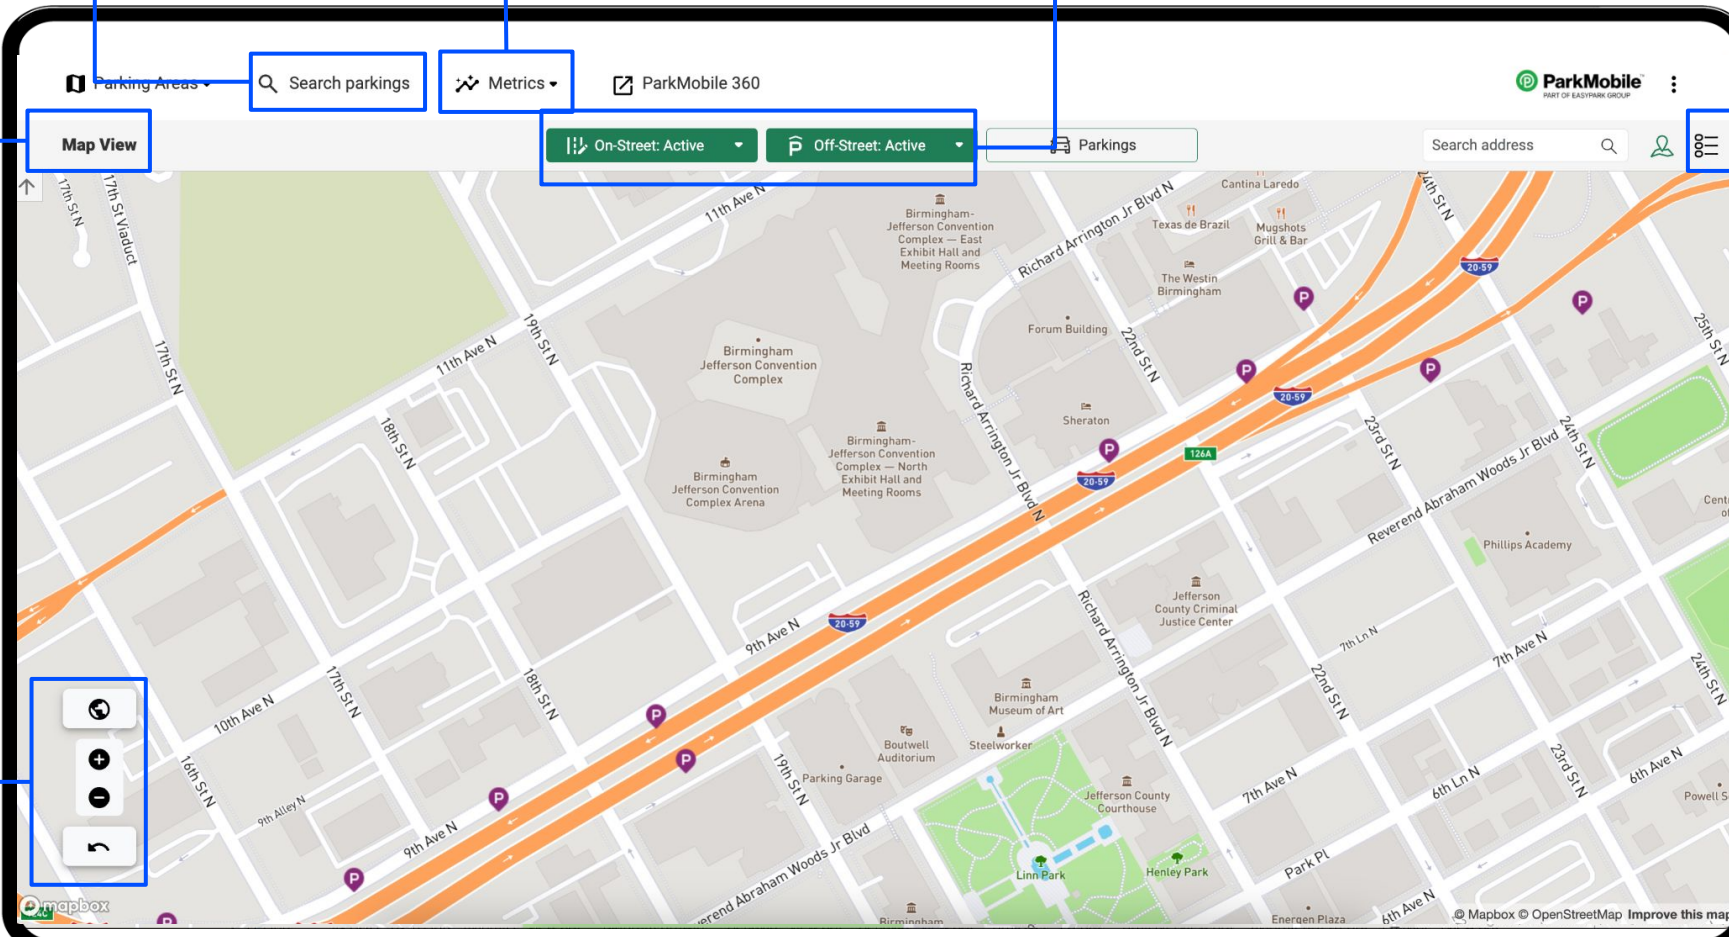 Parking Areas
Search parkings
Metrics
ParkMobile 360
ParkMobile
PART OF EASYPARK GROUP
Map View
On-Street: Active
Off-Street: Active
Parkings
Search address
17th St N
17th St Viaduct
11th Ave N
Birmingham-
Jefferson Convention
Complex — East
Exhibit Hall and
Meeting Rooms
Richard Arrington Jr Blvd N
Cantina Laredo
Texas de Brazil
Mugshots
Grill & Bar
24th St N
20-59
The Westin
Birmingham
P
P
Forum Building
22nd St N
25th St N
17th St N
11th Ave N
19th St N
Birmingham
Jefferson Convention
Complex
Richard Arrington Jr Blvd N
P
P
20-59
Sheraton
18th St N
Birmingham-
Jefferson Convention
Complex — North
Exhibit Hall and
Meeting Rooms
P
126A
20-59
23rd St N
24th St N
Reverend Abraham Woods Jr Blvd
Birmingham
Jefferson Convention
Complex Arena
Phillips Academy
Jefferson
County Criminal
Justice Center
20-59
9th Ave N
Richard Arrington Jr Blvd N
7th Ln N
7th Ave N
24th St N
22nd St N
17th St N
18th St N
10th Ave N
Birmingham
Museum of Art
P
Boutwell
Auditorium
Steelworker
P
19th St N
Parking Garage
16th St N
9th Alley N
P
9th Ave N
Jefferson County
Courthouse
7th Ave N
6th Ln N
23rd St N
6th Ave N
Powell S
Abraham Woods Jr Blvd
P
Linn Park
Henley Park
Park Pl
mapbox
P
Birmingham
Energen Plaza
6th Ave N
© Mapbox © OpenStreetMap Improve this map